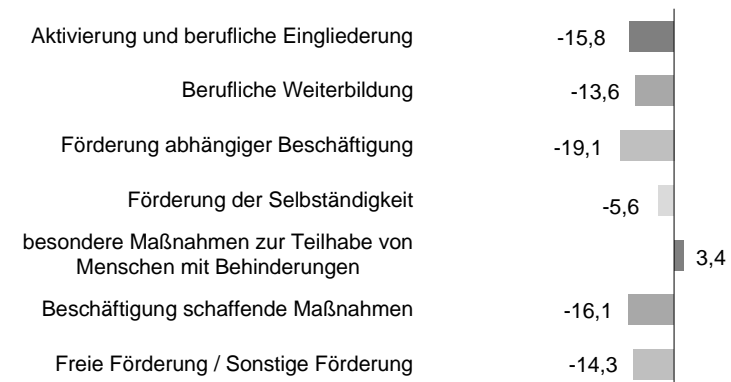 Aktivierung und berufliche Eingliederung -15,8
Berufliche Weiterbildung -13,6
Förderung abhängiger Beschäftigung -19,1
Förderung der Selbständigkeit -5,6
besondere Maßnahmen zur Teilhabe von
Menschen mit Behinderungen 3,4
Beschäftigung schaffende Maßnahmen -16,1
Freie Förderung / Sonstige Förderung -14,3